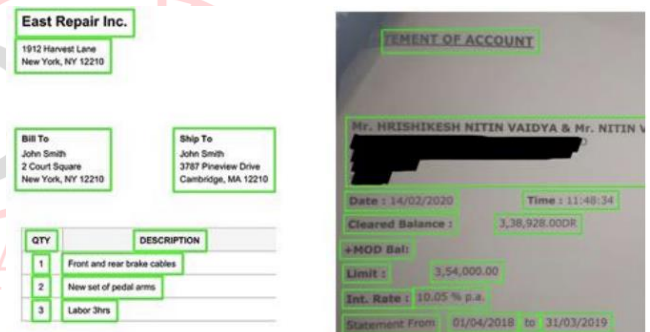 East Repair Inc.
1912 Harvest Lane
New York, NY 12210
Bill To
John Smith
2 Court Square
New York, NY 12210
Ship To
John Smith
3787 Pineview Drive
Cambridge, MA 12210
QTY DESCRIPTION
1 Front and rear brake cables
2 New set of pedal arms
3 Labor 3hrs
TEMENT OF ACCOUNT
Mr. HRISHIKESH NITIN VAIDYA & Mr. NITIN V
Date : 14/02/2020 Time : 11:48:34
Cleared Balance : 3,38,928.00DR
+MOD Bal:
Limit : 3,54,000.00
Int. Rate : 10.05 % p.a.
Statement From 01/04/2018 to 31/03/2019